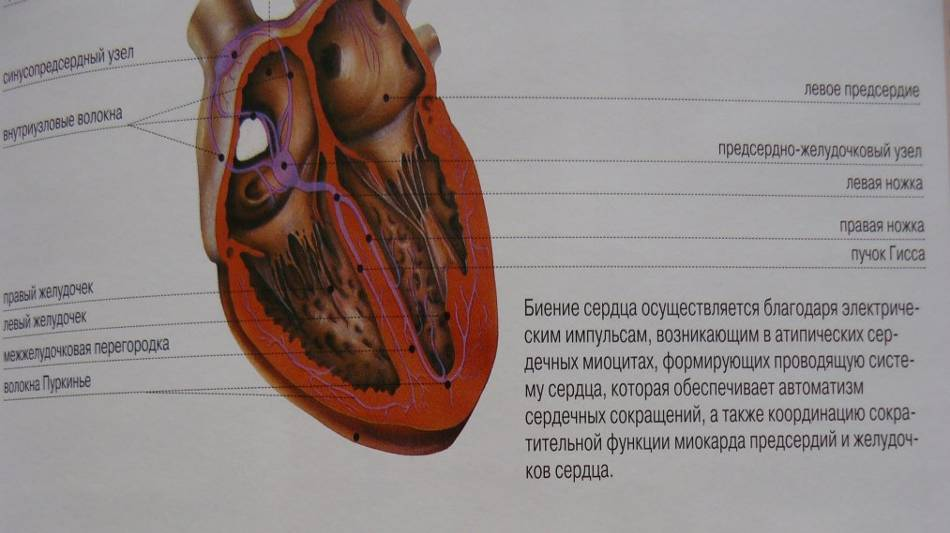 синусопредсердный узел
внутриузловые волокна
правый желудочек
левый желудочек
межжелудочковая перегородка
волокна Пуркинье
левое предсердие
предсердно-желудочковый узел
левая ножка
правая ножка
пучок Гисса
Биение сердца осуществляется благодаря электриче-
ским импульсам, возникающим в атипических сер-
дечных миоцитах, формирующих проводящую систе-
му сердца, которая обеспечивает автоматизм
сердечных сокращений, а также координацию сокра-
тительной функции миокарда предсердий и желудоч-
ков сердца.